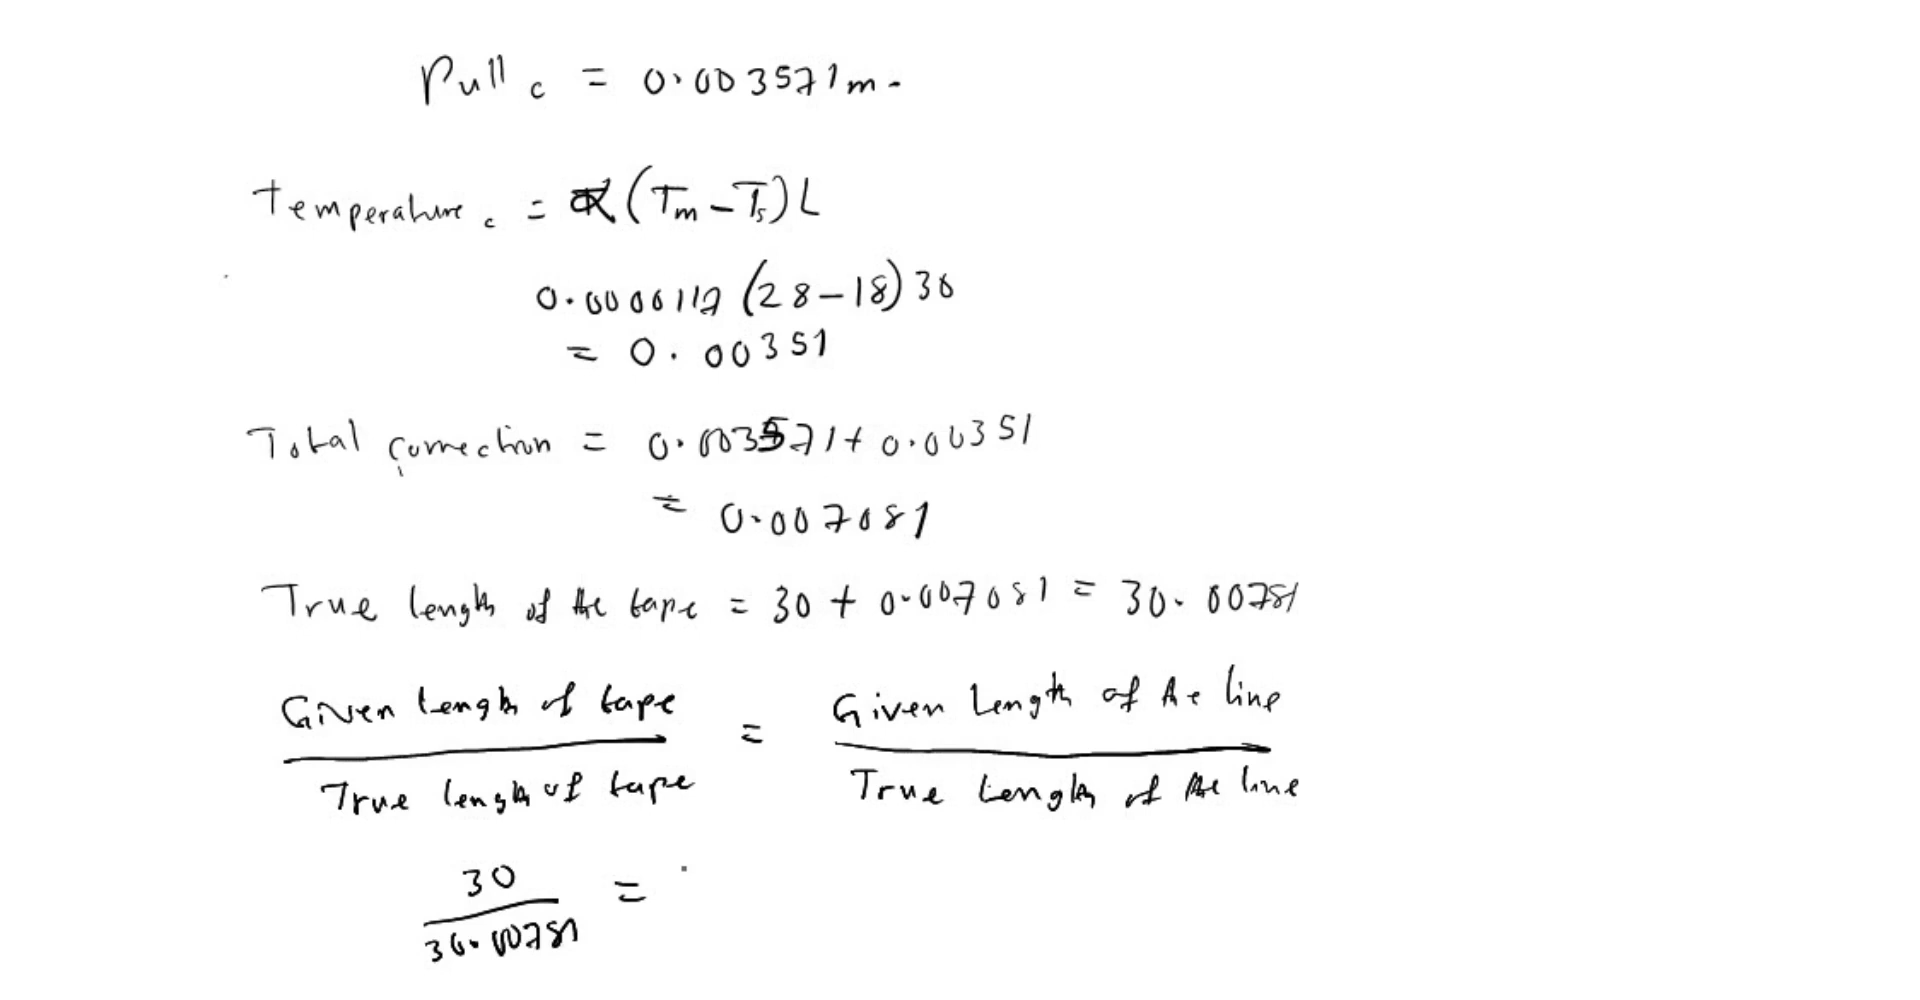 Pull c = 0.003571m.
Temperature c = α(Tm-Ts)L
0.0000117(28-18)30
= 0.00351
Total correction = 0.003571+0.00351
= 0.007081
True length of the tape = 30 + 0.007081 = 30.00781
Given length of tape = Given Length of the line
True length of tape True Length of the line
30 =
30.00781